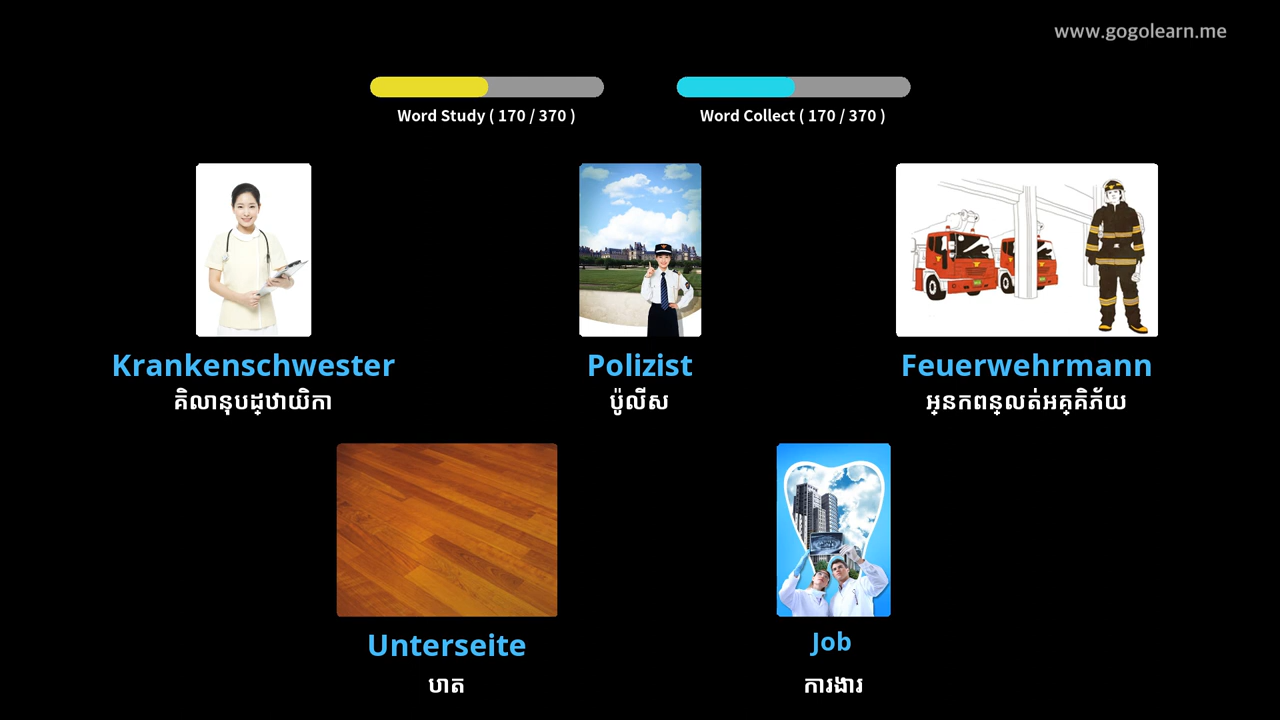 www.gogolearn.me
Word Study ( 170 / 370 )
Word Collect ( 170 / 370 )
Krankenschwester
គិលានុបដ្ឋាយិកា
Polizist
ប៉ូលីស
Feuerwehrmann
អ្នកពន្លត់អគ្គិភ័យ
Unterseite
បាត
Job
ការងារ